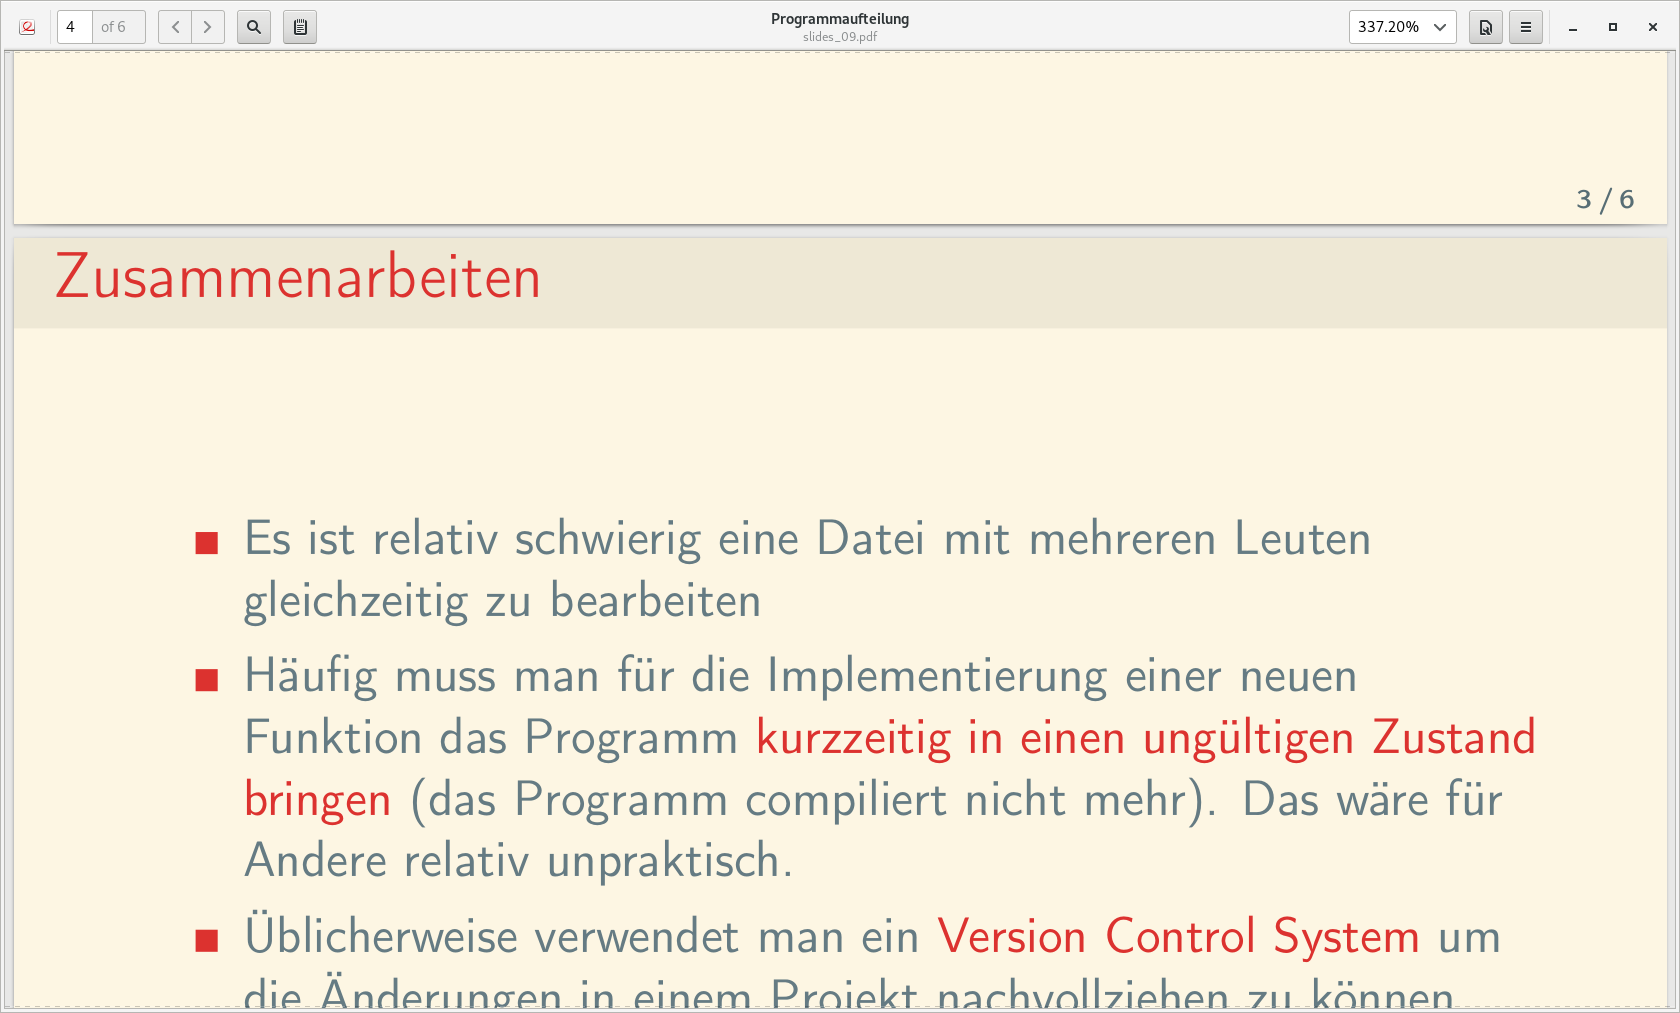 4 of 6
Programmaufteilung
slides_09.pdf
337.20%
3 / 6
Zusammenarbeiten
Es ist relativ schwierig eine Datei mit mehreren Leuten
gleichzeitig zu bearbeiten
Häufig muss man für die Implementierung einer neuen
Funktion das Programm kurzzeitig in einen ungültigen Zustand
bringen (das Programm compiliert nicht mehr). Das wäre für
Andere relativ unpraktisch.
Üblicherweise verwendet man ein Version Control System um
die Änderungen in einem Projekt nachvollziehen zu können